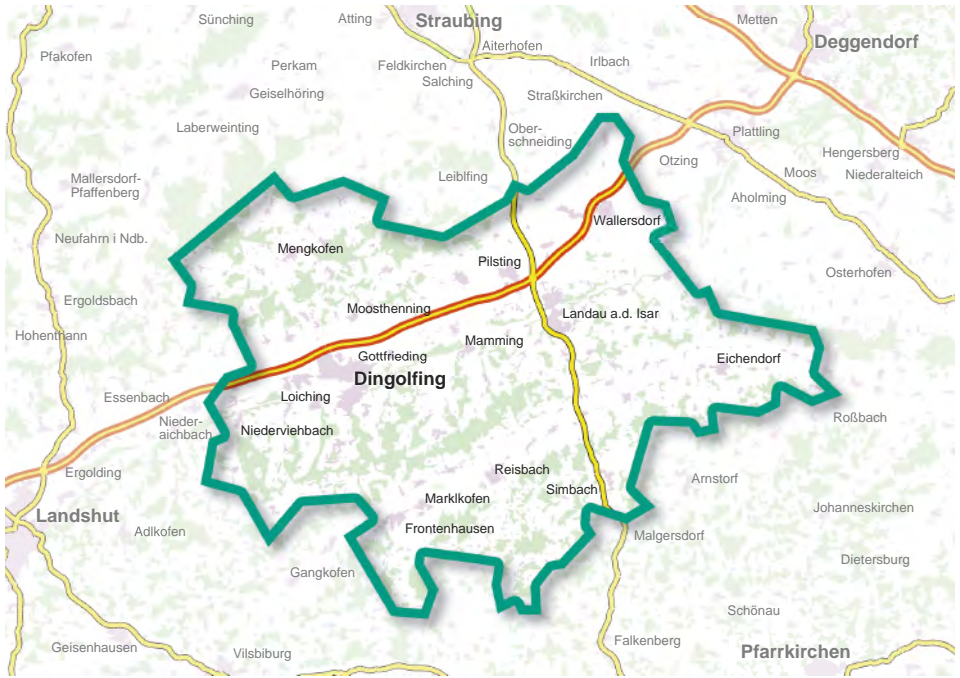 Sünching
Atting
Straubing
Metten
Deggendorf
Pfakofen
Perkam
Feldkirchen
Aiterhofen
Salching
Irlbach
Geiselhöring
Straßkirchen
Laberweinting
Ober-
schneiding
Plattling
Otzing
Hengersberg
Moos
Niederalteich
Mallersdorf-
Pfaffenberg
Leiblfing
Aholming
Wallersdorf
Neufahrn i Ndb.
Mengkofen
Pilsting
Osterhofen
Ergoldsbach
Moosthenning
Landau a.d. Isar
Hohenthann
Mamming
Gottfrieding
Eichendorf
Dingolfing
Essenbach
Loiching
Roßbach
Nieder-
aichbach
Niederviehbach
Ergolding
Reisbach
Arnstorf
Simbach
Marklkofen
Landshut
Johanneskirchen
Adlkofen
Frontenhausen
Malgersdorf
Dietersburg
Gangkofen
Schönau
Falkenberg
Geisenhausen
Vilsbiburg
Pfarrkirchen